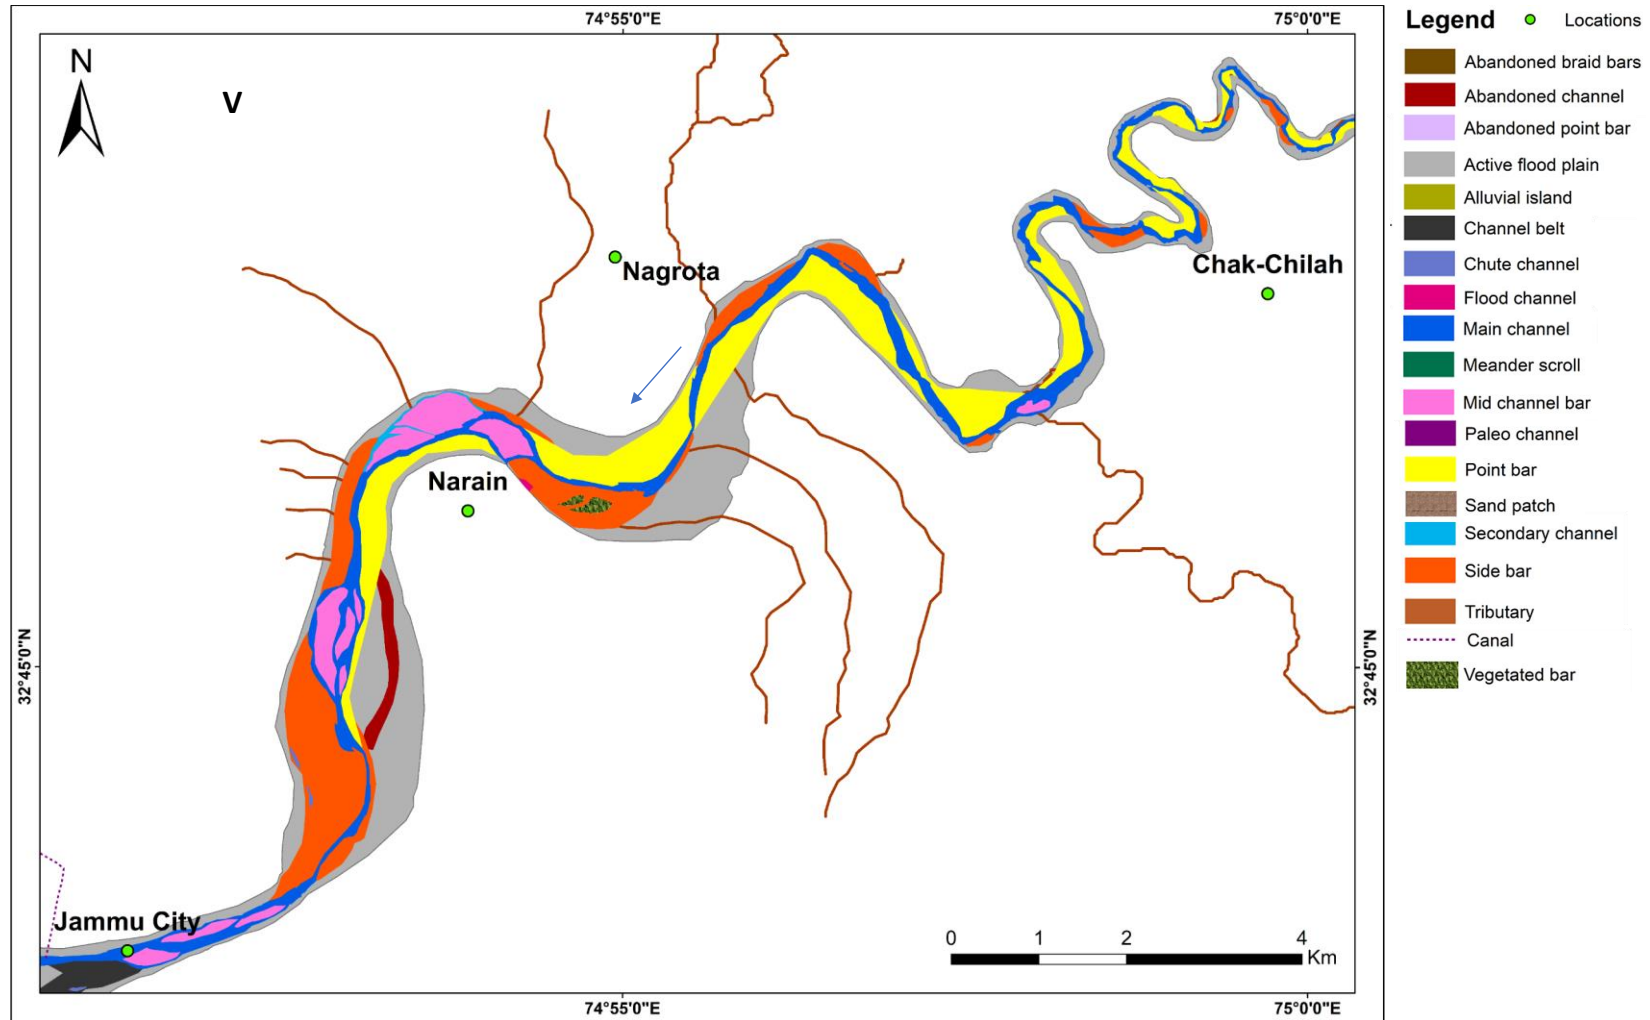 74°55'0"E
75°0'0"E
N
V
Nagrota
Chak-Chilah
Narain
32°45'0"N
32°45'0"N
Jammu City
0 1 2 4
Km
74°55'0"E
75°0'0"E
Legend
Locations
Abandoned braid bars
Abandoned channel
Abandoned point bar
Active flood plain
Alluvial island
Channel belt
Chute channel
Flood channel
Main channel
Meander scroll
Mid channel bar
Paleo channel
Point bar
Sand patch
Secondary channel
Side bar
Tributary
Canal
Vegetated bar